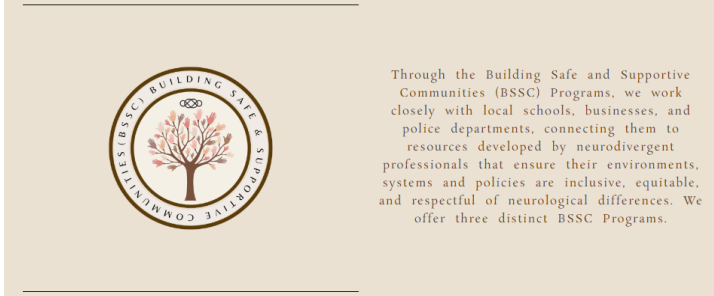 (BSSC) BUILDING SAFE & SUPPORTIVE COMMUNITIES
Through the Building Safe and Supportive
Communities (BSSC) Programs, we work
closely with local schools, businesses, and
police departments, connecting them to
resources developed by neurodivergent
professionals that ensure their environments,
systems and policies are inclusive, equitable,
and respectful of neurological differences. We
offer three distinct BSSC Programs.